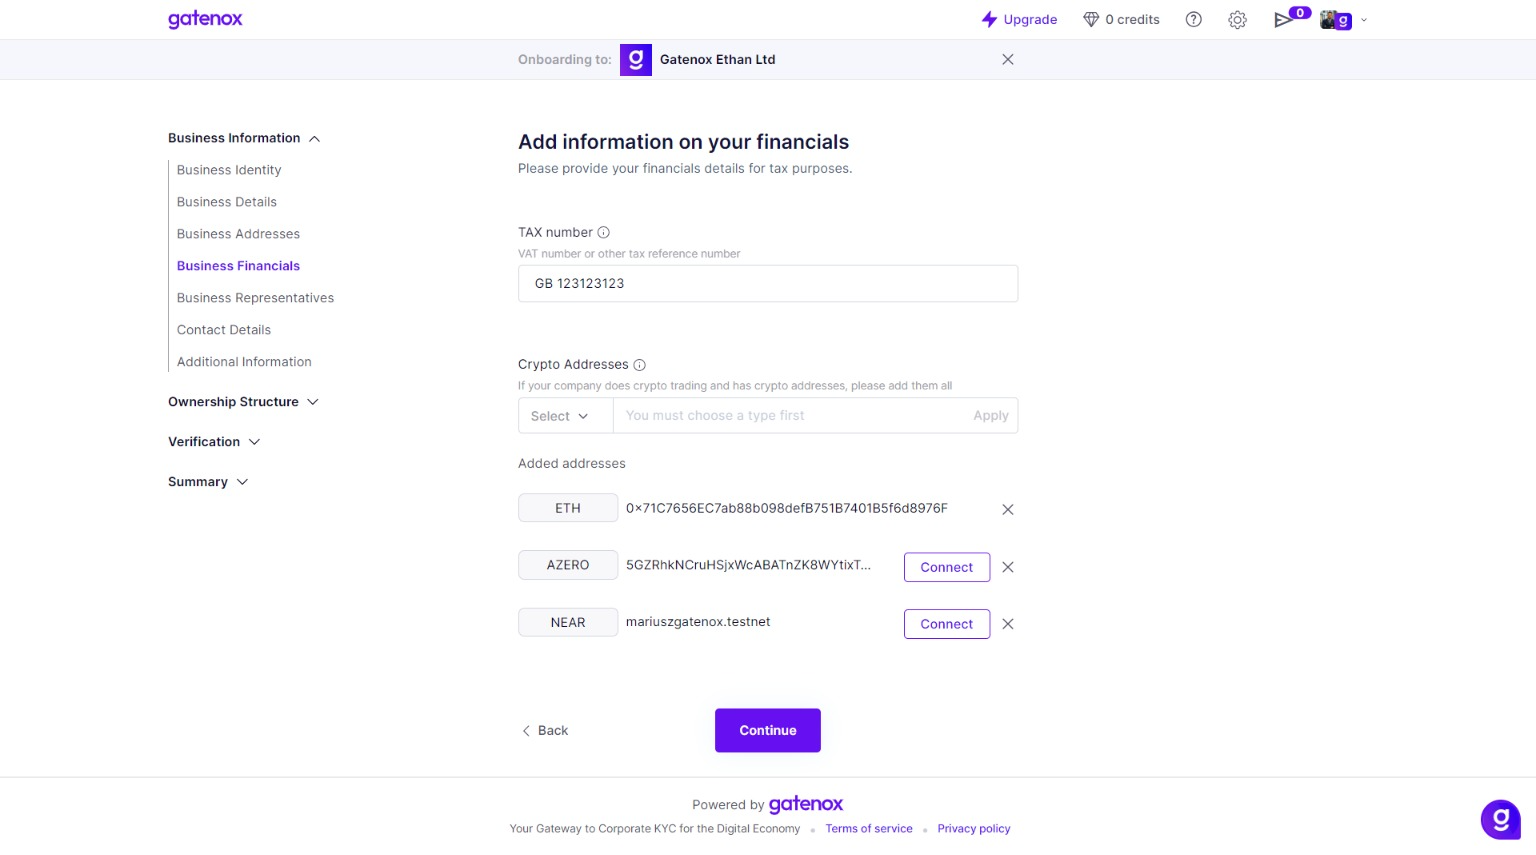 gatenox
Upgrade
0 credits
0
g
Onboarding to:
g
Gatenox Ethan Ltd
Business Information
Business Identity
Business Details
Business Addresses
Business Financials
Business Representatives
Contact Details
Additional Information
Ownership Structure
Verification
Summary
Add information on your financials
Please provide your financials details for tax purposes.
TAX number
VAT number or other tax reference number
GB 123123123
Crypto Addresses
If your company does crypto trading and has crypto addresses, please add them all
Select
You must choose a type first
Apply
Added addresses
ETH
0x71C7656EC7ab88b098defB751B7401B5f6d8976F
AZERO
5GZRhkNCruHSjxWcABATnZK8WYtixT...
Connect
NEAR
mariuszgatenox.testnet
Connect
Back
Continue
Powered by gatenox
Your Gateway to Corporate KYC for the Digital Economy
Terms of service
Privacy policy
g